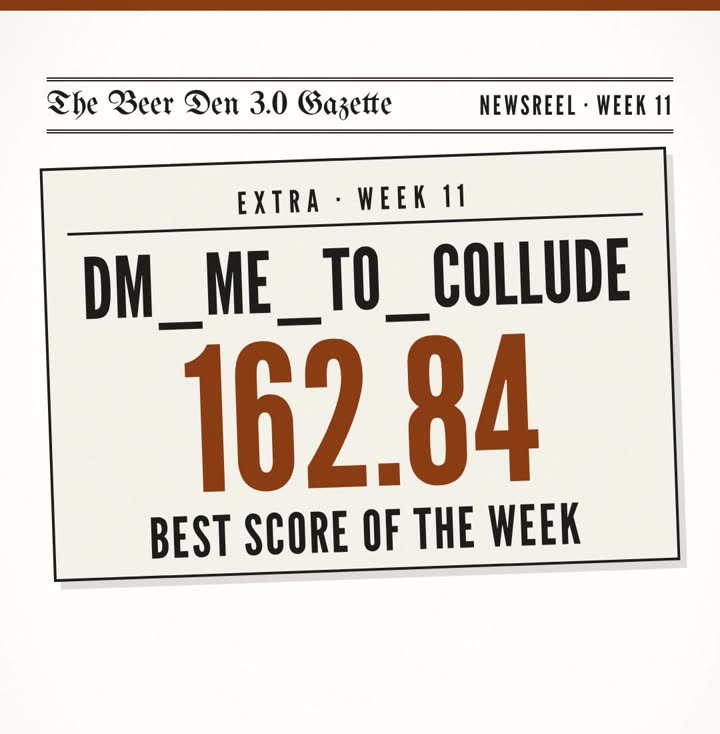 The Beer Den 3.0 Gazette
NEWSREEL · WEEK 11
EXTRA · WEEK 11
DM_ME_TO_COLLUDE
162.84
BEST SCORE OF THE WEEK